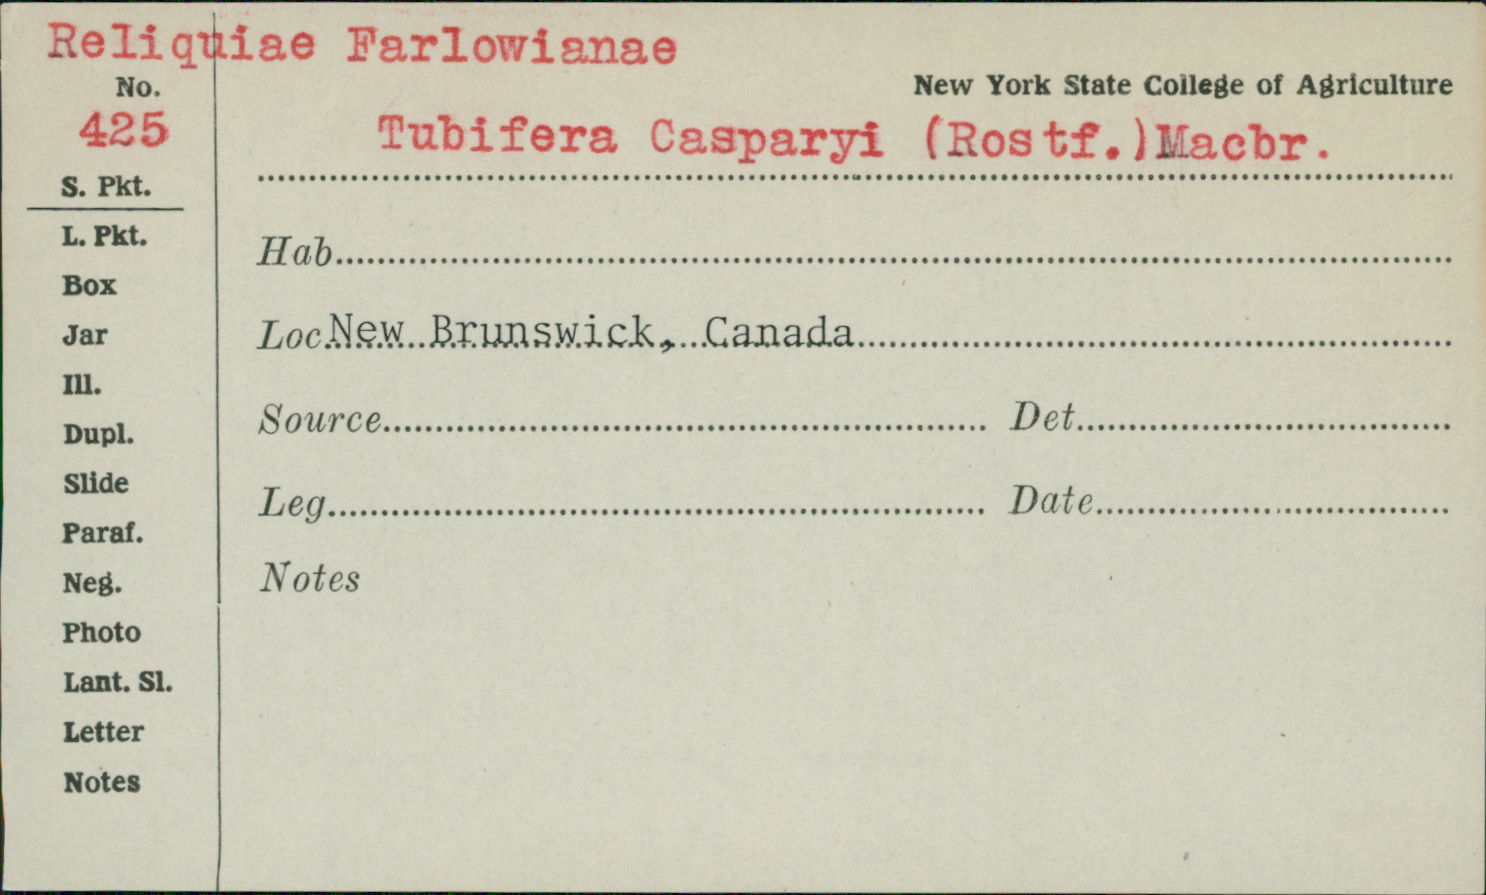 Reliquiae Farlowianae
No.
New York State College of Agriculture
425
Tubifera Casparyi (Rostf.)Macbr.
S. Pkt.
L. Pkt.
Hab
Box
Loc New Brunswick, Canada
Jar
Ill.
Source Det.
Dupl.
Slide
Leg. Date
Paraf.
Neg.
Notes
Photo
Lant. Sl.
Letter
Notes